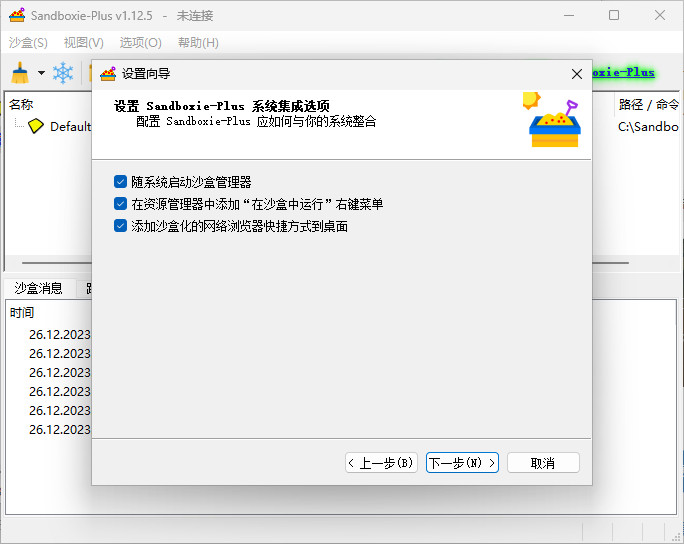 Sandboxie-Plus v1.12.5 - 未连接
沙盒(S) 视图(V) 选项(O) 帮助(H)
设置向导
oxie-Plus
设置 Sandboxie-Plus 系统集成选项
配置 Sandboxie-Plus 应如何与你的系统整合
名称
路径 / 命令
Default
C:\Sandbo
随系统启动沙盒管理器
在资源管理器中添加“在沙盒中运行”右键菜单
添加沙盒化的网络浏览器快捷方式到桌面
沙盒消息
时间
26.12.2023
26.12.2023
26.12.2023
26.12.2023
26.12.2023
26.12.2023
< 上一步(B) 下一步(N) > 取消